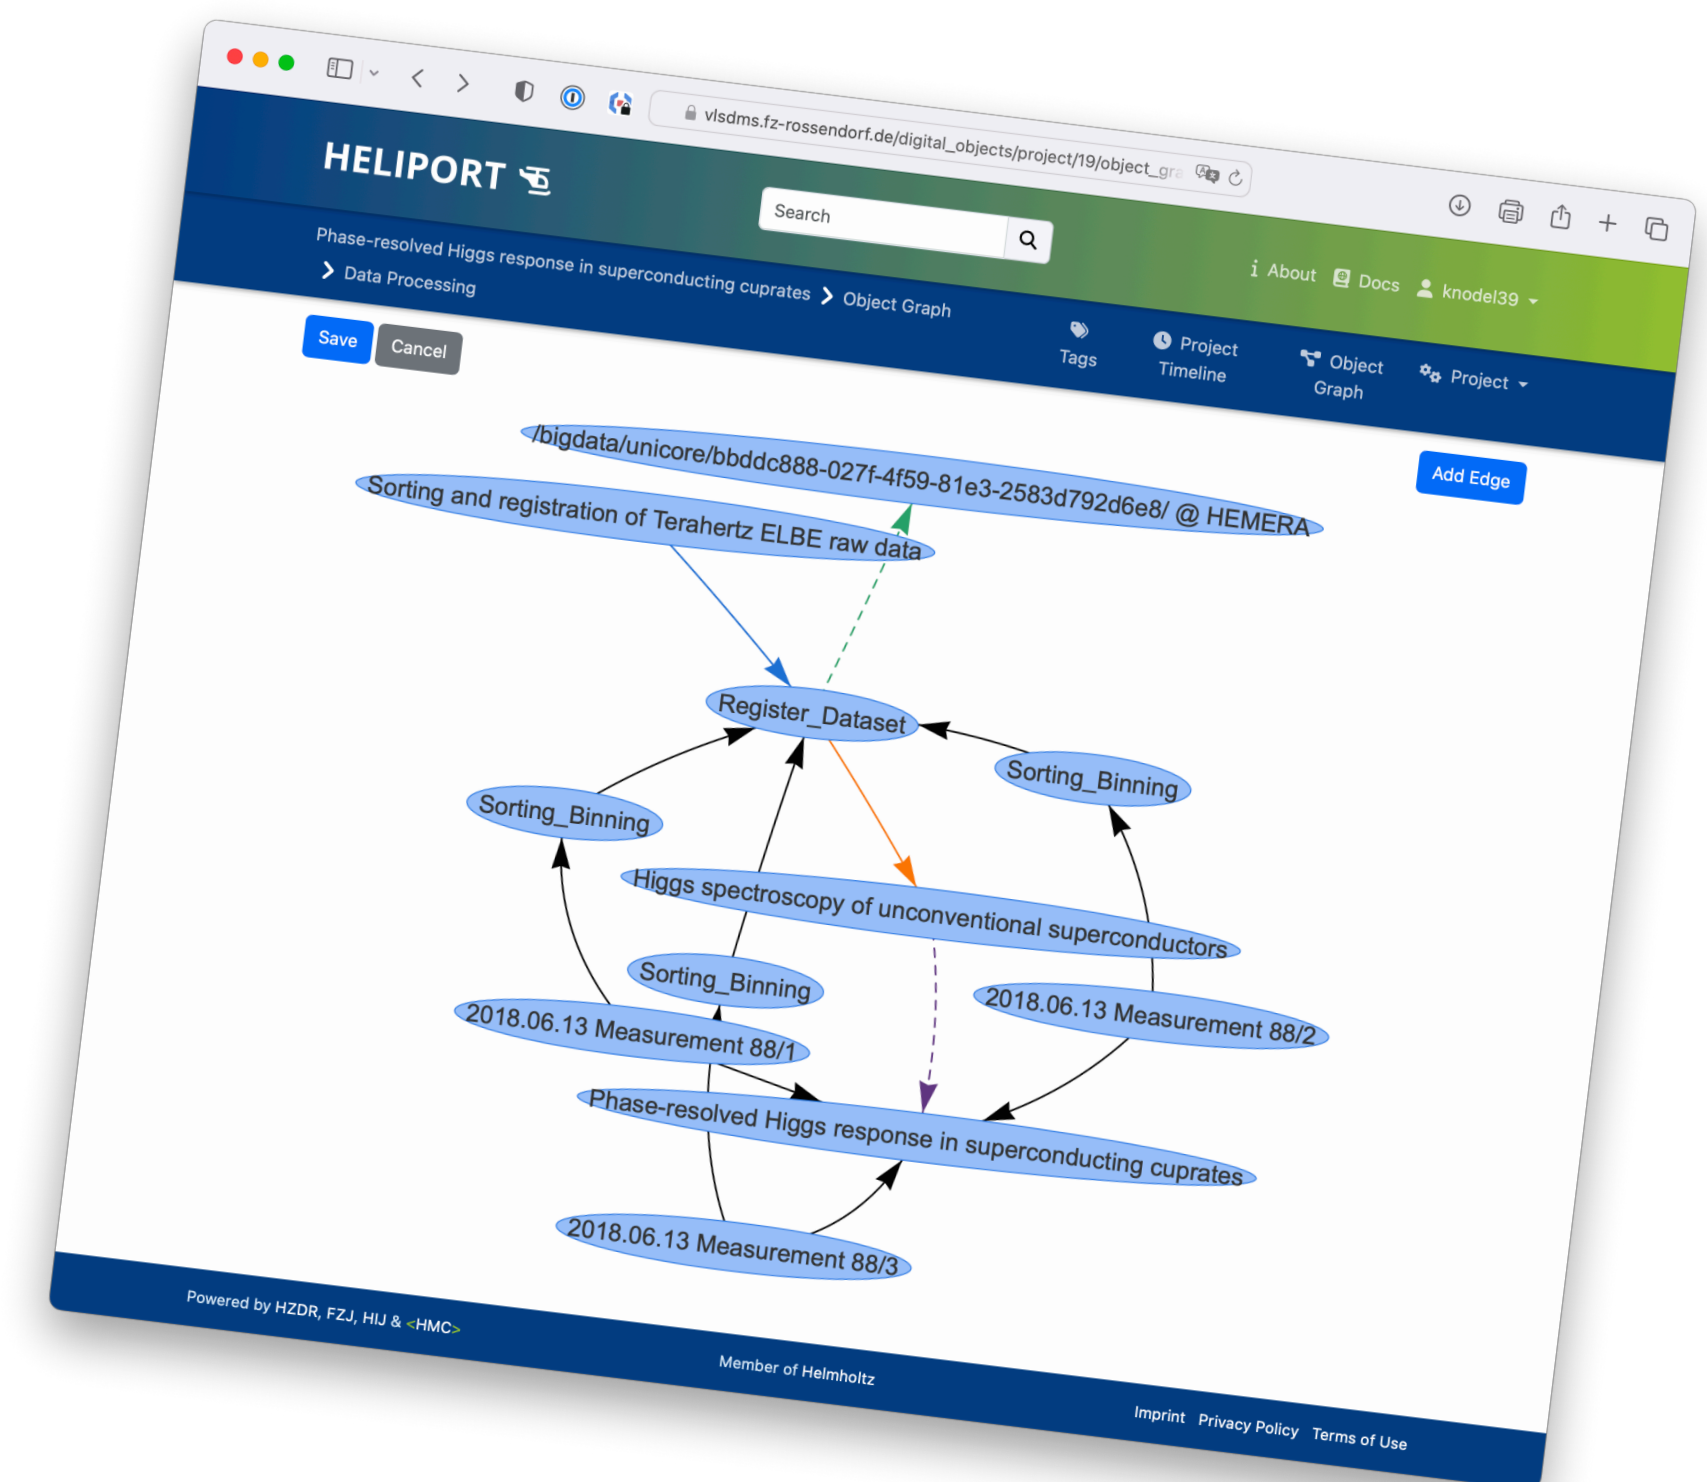 vlsdms.fz-rossendorf.de/digital_objects/project/19/object_gra
HELIPORT
Search
About
Docs
knodel39
Phase-resolved Higgs response in superconducting cuprates
Object Graph
Data Processing
Tags
Project
Timeline
Object
Graph
Project
Save
Cancel
Add Edge
/bigdata/unicore/bbddc888-027f-4f59-81e3-2583d792d6e8/ @ HEMERA
Sorting and registration of Terahertz ELBE raw data
Register_Dataset
Sorting_Binning
Sorting_Binning
Higgs spectroscopy of unconventional superconductors
Sorting_Binning
2018.06.13 Measurement 88/2
2018.06.13 Measurement 88/1
Phase-resolved Higgs response in superconducting cuprates
2018.06.13 Measurement 88/3
Powered by HZDR, FZJ, HIJ & <HMC>
Member of Helmholtz
Imprint Privacy Policy Terms of Use